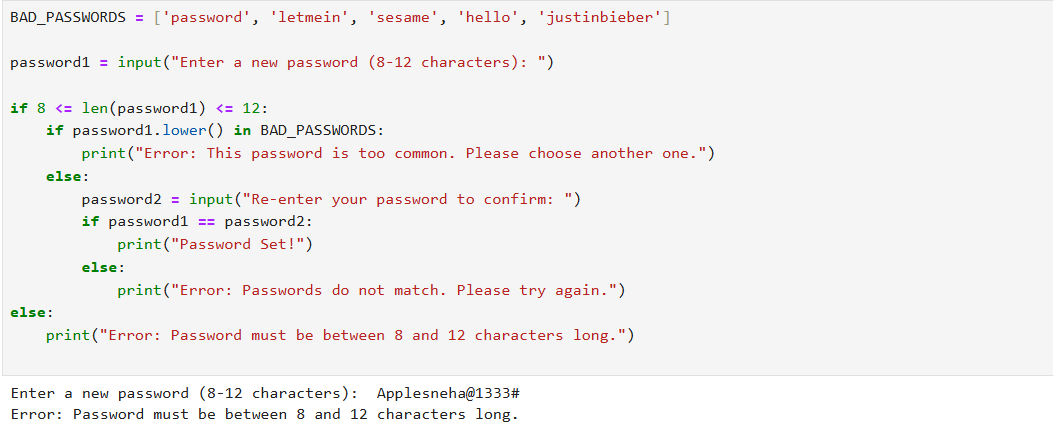 BAD_PASSWORDS = ['password', 'letmein', 'sesame', 'hello', 'justinbieber']

password1 = input("Enter a new password (8-12 characters): ")

if 8 <= len(password1) <= 12:
    if password1.lower() in BAD_PASSWORDS:
        print("Error: This password is too common. Please choose another one.")
    else:
        password2 = input("Re-enter your password to confirm: ")
        if password1 == password2:
            print("Password Set!")
        else:
            print("Error: Passwords do not match. Please try again.")
else:
    print("Error: Password must be between 8 and 12 characters long.")

Enter a new password (8-12 characters):  Applesneha@1333#
Error: Password must be between 8 and 12 characters long.